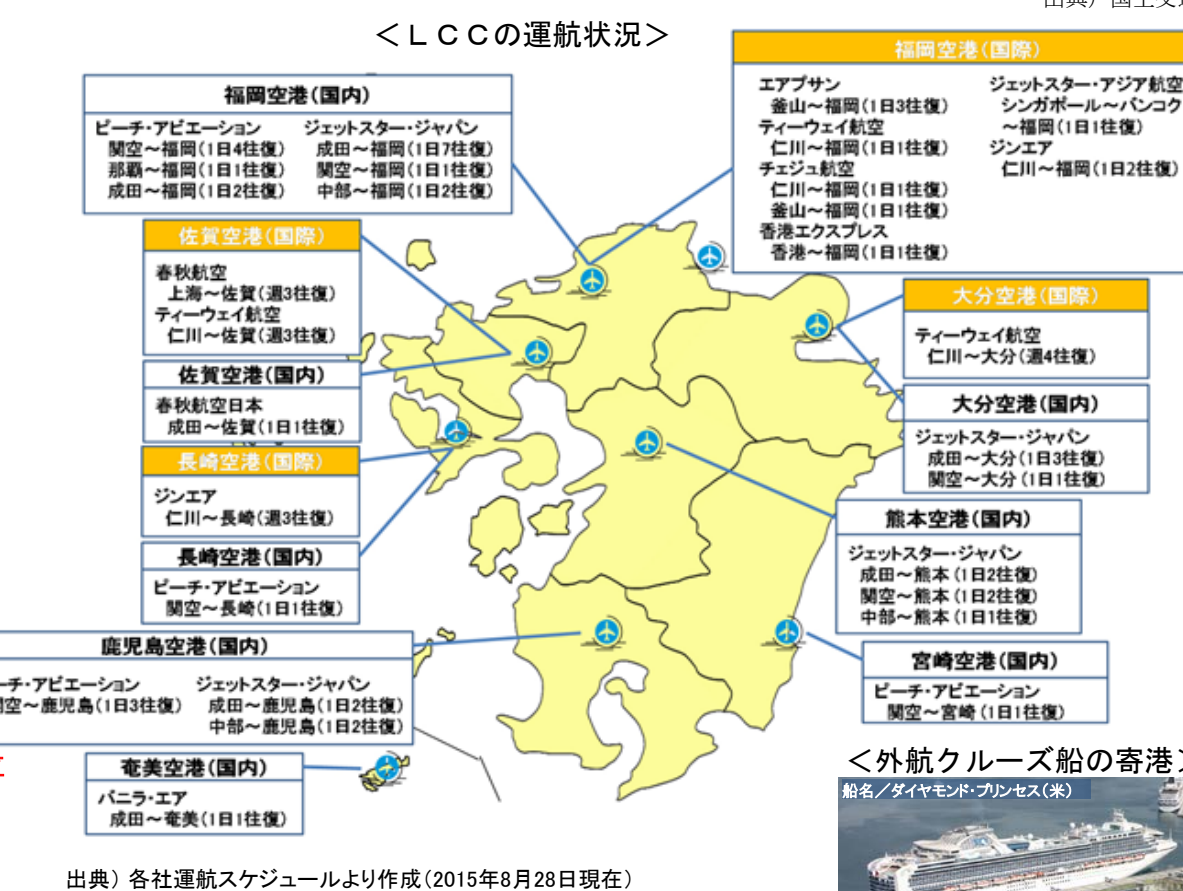 出典）国土交通
＜ＬＣＣの運航状況＞
福岡空港（国際）
エアプサン
釜山～福岡（1日3往復）
ティーウェイ航空
仁川～福岡（1日1往復）
チェジュ航空
仁川～福岡（1日1往復）
釜山～福岡（1日1往復）
香港エクスプレス
香港～福岡（1日1往復）
ジェットスター・アジア航空
シンガポール～バンコク
～福岡（1日1往復）
ジンエア
仁川～福岡（1日2往復）
福岡空港（国内）
ピーチ・アビエーション
関空～福岡（1日4往復）
那覇～福岡（1日1往復）
成田～福岡（1日2往復）
ジェットスター・ジャパン
成田～福岡（1日7往復）
関空～福岡（1日1往復）
中部～福岡（1日2往復）
佐賀空港（国際）
春秋航空
上海～佐賀（週3往復）
ティーウェイ航空
仁川～佐賀（週3往復）
佐賀空港（国内）
春秋航空日本
成田～佐賀（1日1往復）
長崎空港（国際）
ジンエア
仁川～長崎（週3往復）
長崎空港（国内）
ピーチ・アビエーション
関空～長崎（1日1往復）
大分空港（国際）
ティーウェイ航空
仁川～大分（週4往復）
大分空港（国内）
ジェットスター・ジャパン
成田～大分（1日3往復）
関空～大分（1日1往復）
熊本空港（国内）
ジェットスター・ジャパン
成田～熊本（1日2往復）
関空～熊本（1日2往復）
中部～熊本（1日1往復）
宮崎空港（国内）
ピーチ・アビエーション
関空～宮崎（1日1往復）
鹿児島空港（国内）
ーチ・アビエーション
関空～鹿児島（1日3往復）
ジェットスター・ジャパン
成田～鹿児島（1日2往復）
中部～鹿児島（1日2往復）
奄美空港（国内）
バニラ・エア
成田～奄美（1日1往復）
＜外航クルーズ船の寄港＞
船名／ダイヤモンド・プリンセス（米）
出典）各社運航スケジュールより作成（2015年8月28日現在）